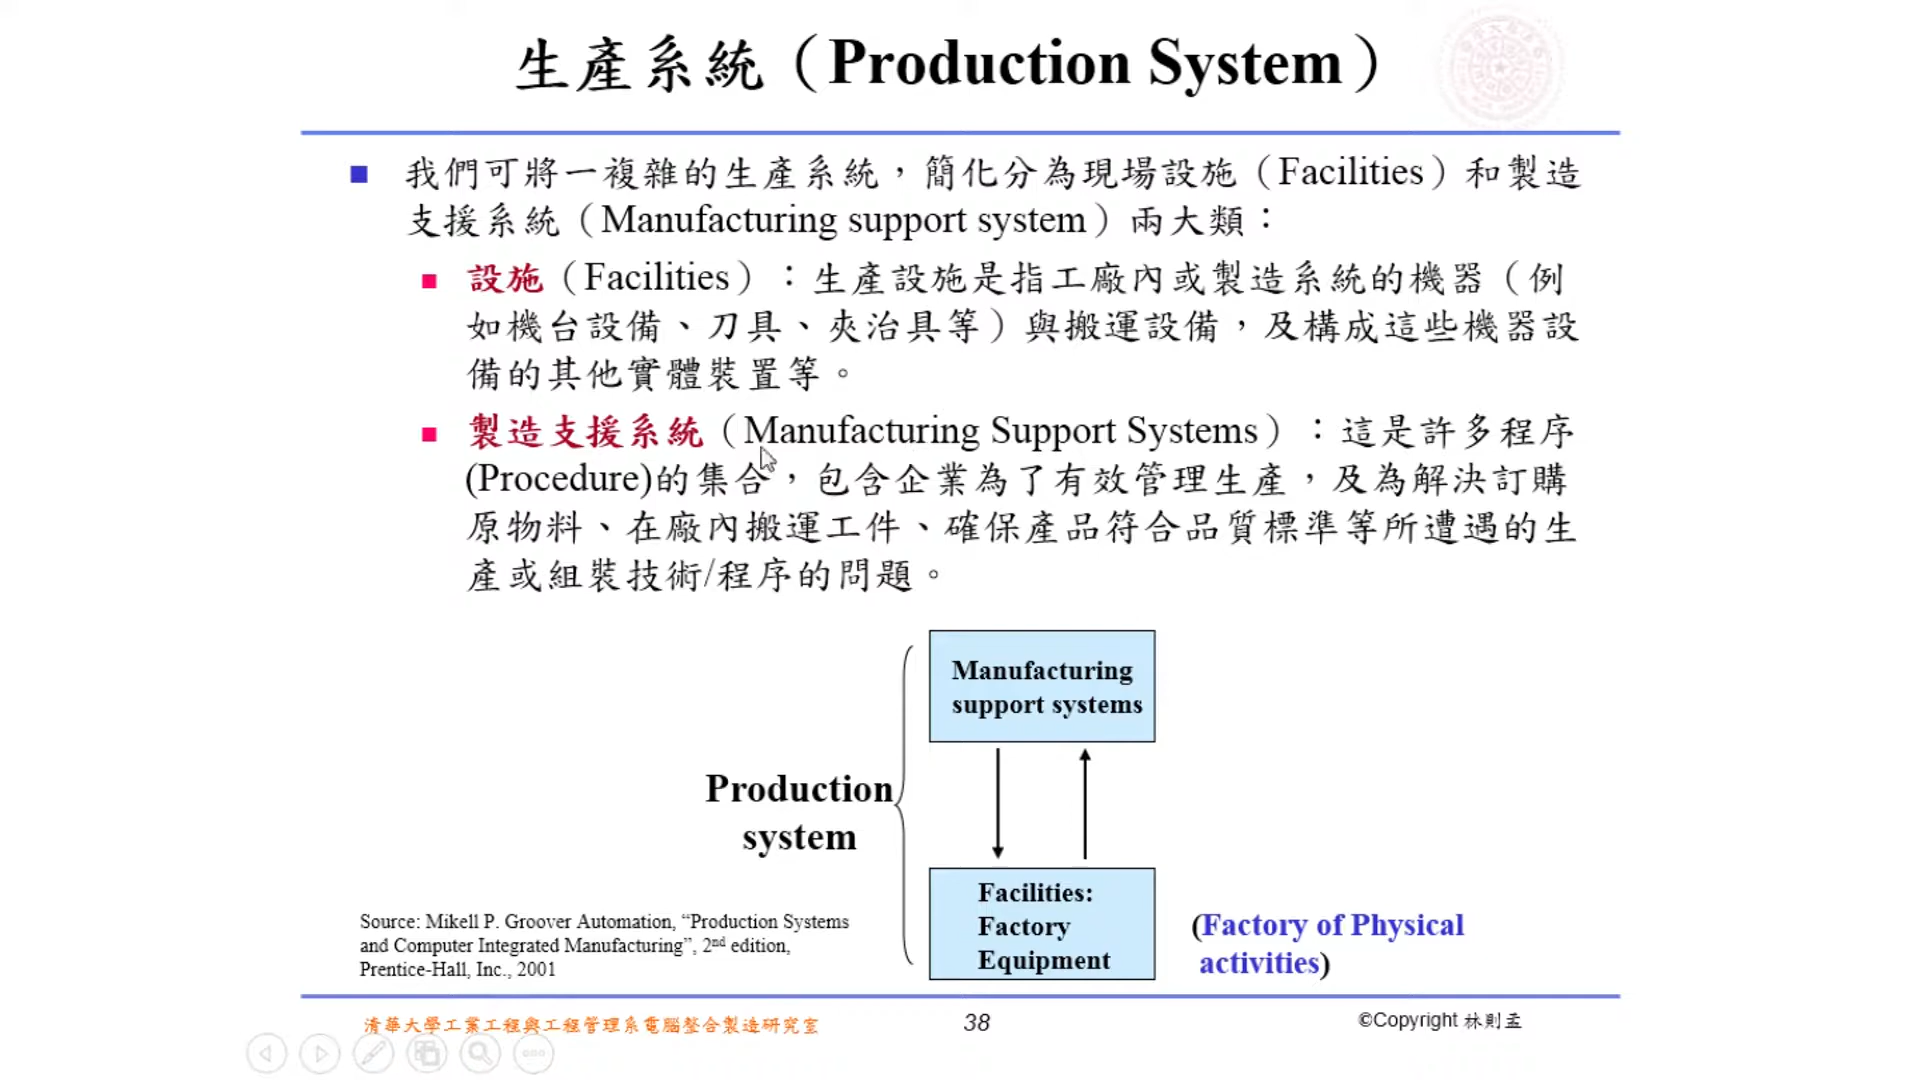 生產系統（Production System）
我們可將一複雜的生產系統，簡化分為現場設施（Facilities）和製造
支援系統（Manufacturing support system）兩大類：
設施（Facilities）：生產設施是指工廠內或製造系統的機器（例
如機台設備、刀具、夾治具等）與搬運設備，及構成這些機器設
備的其他實體裝置等。
製造支援系統（Manufacturing Support Systems）：這是許多程序
(Procedure)的集合，包含企業為了有效管理生產，及為解決訂購
原物料、在廠內搬運工件、確保產品符合品質標準等所遭遇的生
產或組裝技術/程序的問題。
Manufacturing
support systems
Production
system
Facilities:
Factory
Equipment
(Factory of Physical
activities)
Source: Mikell P. Groover Automation, “Production Systems
and Computer Integrated Manufacturing”, 2nd edition,
Prentice-Hall, Inc., 2001
清華大學工業工程與工程管理系電腦整合製造研究室
38
©Copyright 林則孟